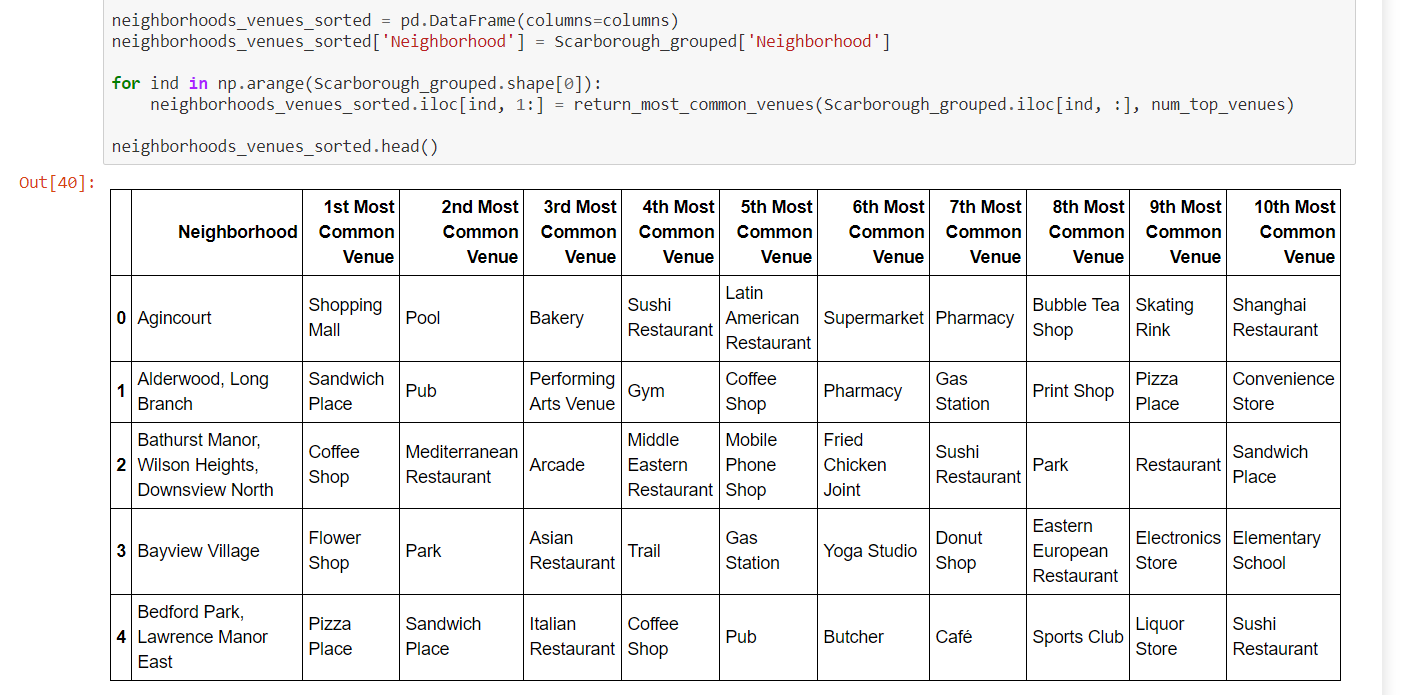 neighborhoods_venues_sorted = pd.DataFrame(columns=columns)
neighborhoods_venues_sorted['Neighborhood'] = Scarborough_grouped['Neighborhood']
for ind in np.arange(Scarborough_grouped.shape[0]):
    neighborhoods_venues_sorted.iloc[ind, 1:] = return_most_common_venues(Scarborough_grouped.iloc[ind, :], num_top_venues)
neighborhoods_venues_sorted.head()
Out[40]:
Neighborhood 1st Most Common Venue 2nd Most Common Venue 3rd Most Common Venue 4th Most Common Venue 5th Most Common Venue 6th Most Common Venue 7th Most Common Venue 8th Most Common Venue 9th Most Common Venue 10th Most Common Venue
0 Agincourt Shopping Mall Pool Bakery Sushi Restaurant Latin American Restaurant Supermarket Pharmacy Bubble Tea Shop Skating Rink Shanghai Restaurant
1 Alderwood, Long Branch Sandwich Place Pub Performing Arts Venue Gym Coffee Shop Pharmacy Gas Station Print Shop Pizza Place Convenience Store
2 Bathurst Manor, Wilson Heights, Downsview North Coffee Shop Mediterranean Restaurant Arcade Middle Eastern Restaurant Mobile Phone Shop Fried Chicken Joint Sushi Restaurant Park Restaurant Sandwich Place
3 Bayview Village Flower Shop Park Asian Restaurant Trail Gas Station Yoga Studio Donut Shop Eastern European Restaurant Electronics Store Elementary School
4 Bedford Park, Lawrence Manor East Pizza Place Sandwich Place Italian Restaurant Coffee Shop Pub Butcher Café Sports Club Liquor Store Sushi Restaurant